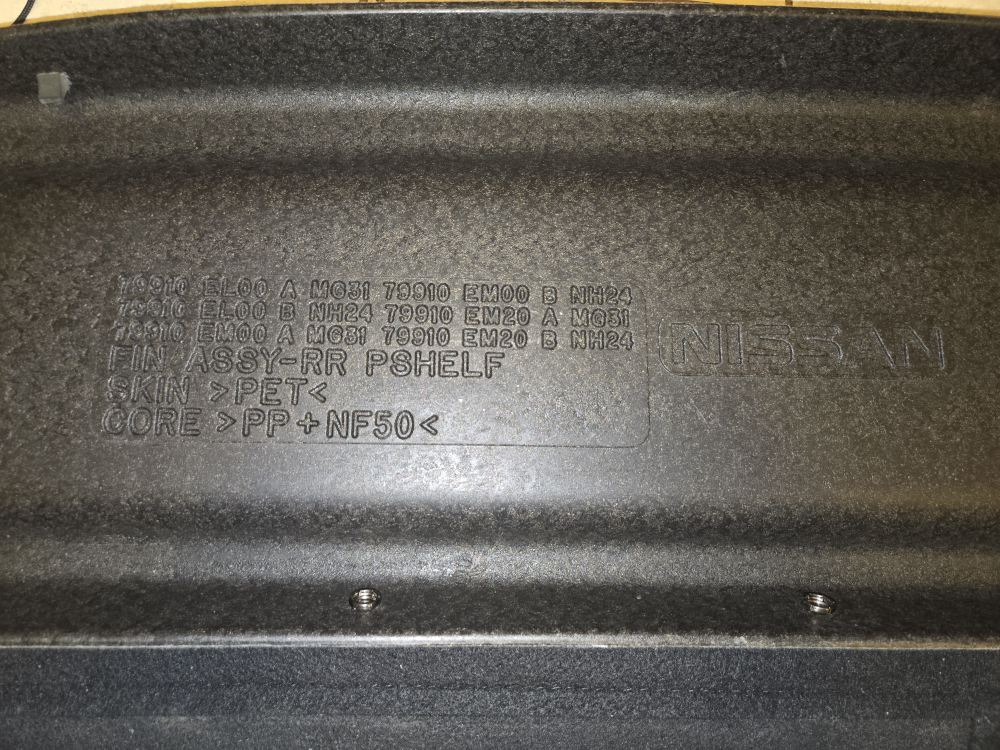 79910 EL00 A MG31 79910 EM00 B NH24
79910 EL00 B NH24 79910 EM20 A MG31
79910 EM00 A MG31 79910 EM20 B NH24
FIN ASSY-RR PSHELF
SKIN >PET<
CORE >PP+NF50<
NISSAN